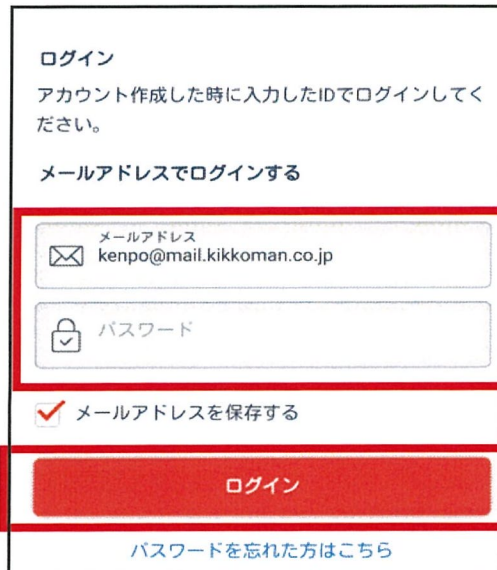 ログイン
アカウント作成した時に入力したIDでログインしてく
ださい。
メールアドレスでログインする
メールアドレス
kenpo@mail.kikkoman.co.jp
パスワード
メールアドレスを保存する
ログイン
パスワードを忘れた方はこちら